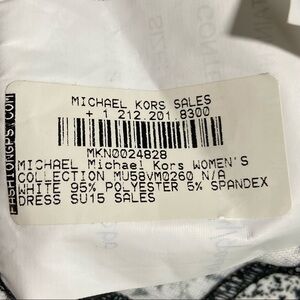 MICHAEL KORS SALES
+ 1 212.201.8300
MKN0024828
MICHAEL Michael Kors WOMEN'S
COLLECTION MU58VM0260 N/A
WHITE 95% POLYESTER 5% SPANDEX
DRESS SU15 SALES
FASHIONGPS.COM